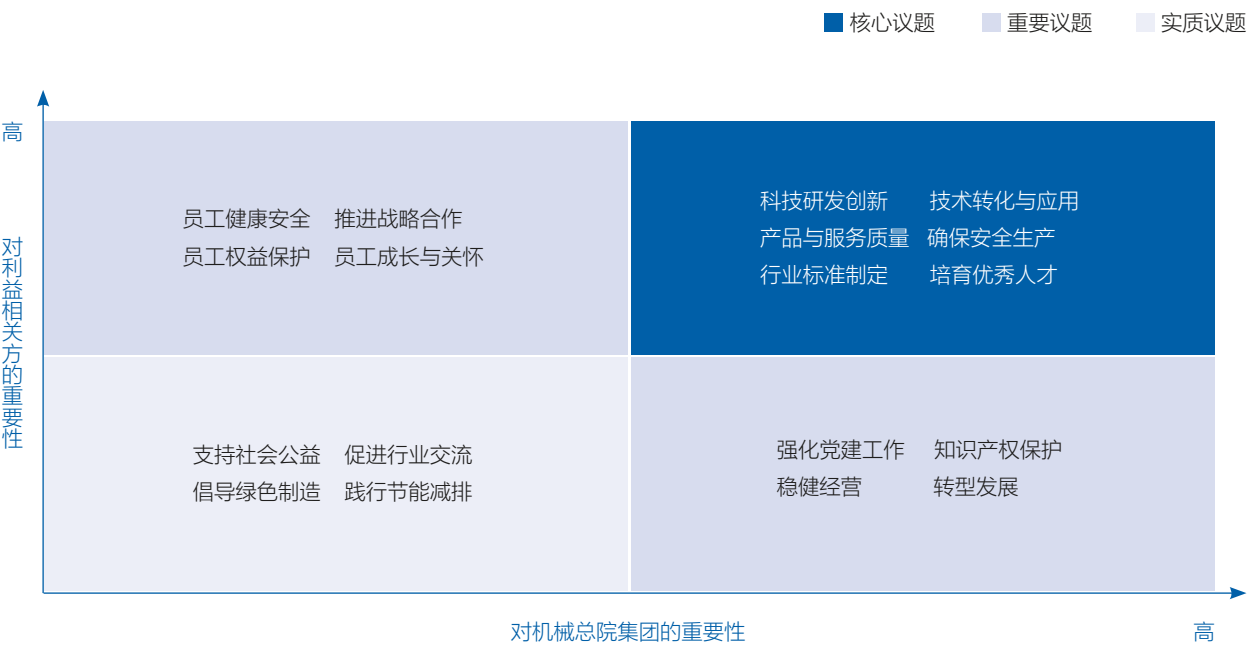 核心议题 重要议题 实质议题
高
对利益相关方的重要性
员工健康安全 推进战略合作
员工权益保护 员工成长与关怀
科技研发创新 技术转化与应用
产品与服务质量 确保安全生产
行业标准制定 培育优秀人才
支持社会公益 促进行业交流
倡导绿色制造 践行节能减排
强化党建工作 知识产权保护
稳健经营 转型发展
对机械总院集团的重要性 高